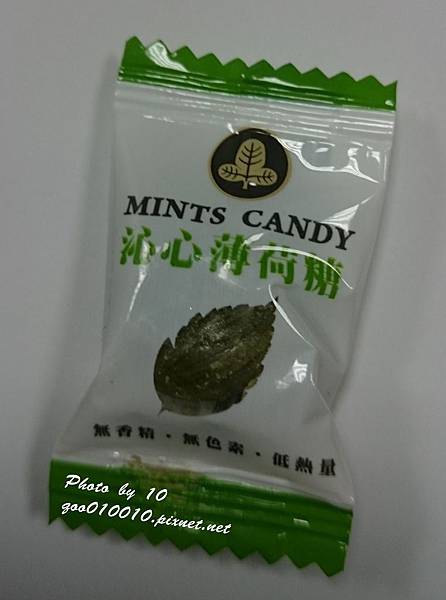 MINTS CANDY
沁心薄荷糖
無香精·無色素·低熱量
Photo by 10
zoo010010.pixnet.net